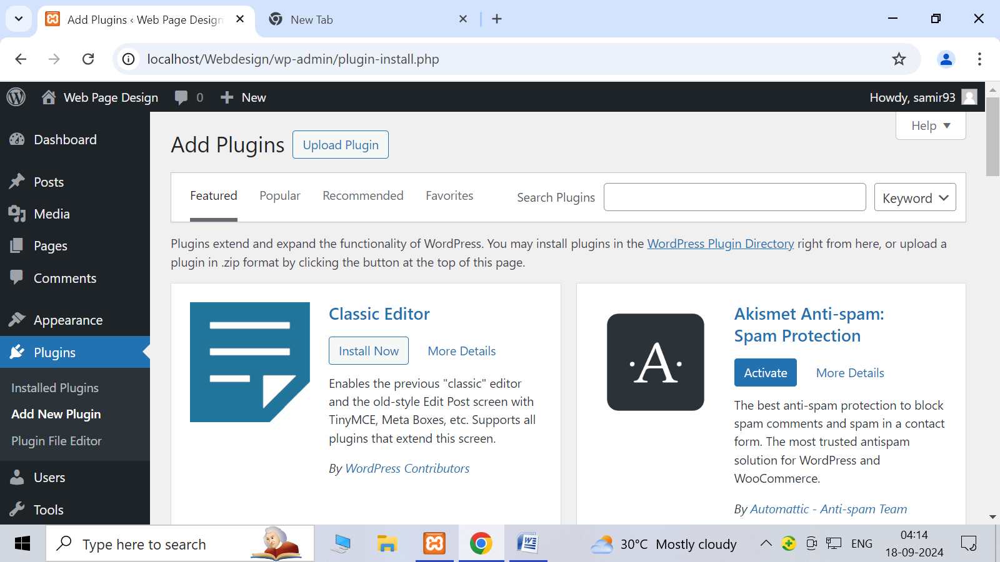 Add Plugins ‹ Web Page Design
New Tab
localhost/Webdesign/wp-admin/plugin-install.php
Web Page Design
0
New
Howdy, samir93
Dashboard
Posts
Media
Pages
Comments
Appearance
Plugins
Installed Plugins
Add New Plugin
Plugin File Editor
Users
Tools
Help
Add Plugins
Upload Plugin
Featured
Popular
Recommended
Favorites
Search Plugins
Keyword
Plugins extend and expand the functionality of WordPress. You may install plugins in the WordPress Plugin Directory right from here, or upload a
plugin in .zip format by clicking the button at the top of this page.
Classic Editor
Install Now
More Details
Enables the previous "classic" editor
and the old-style Edit Post screen with
TinyMCE, Meta Boxes, etc. Supports all
plugins that extend this screen.
By WordPress Contributors
·A·
Akismet Anti-spam:
Spam Protection
Activate
More Details
The best anti-spam protection to block
spam comments and spam in a contact
form. The most trusted antispam
solution for WordPress and
WooCommerce.
By Automattic - Anti-spam Team
Type here to search
30°C Mostly cloudy
ENG
04:14
18-09-2024